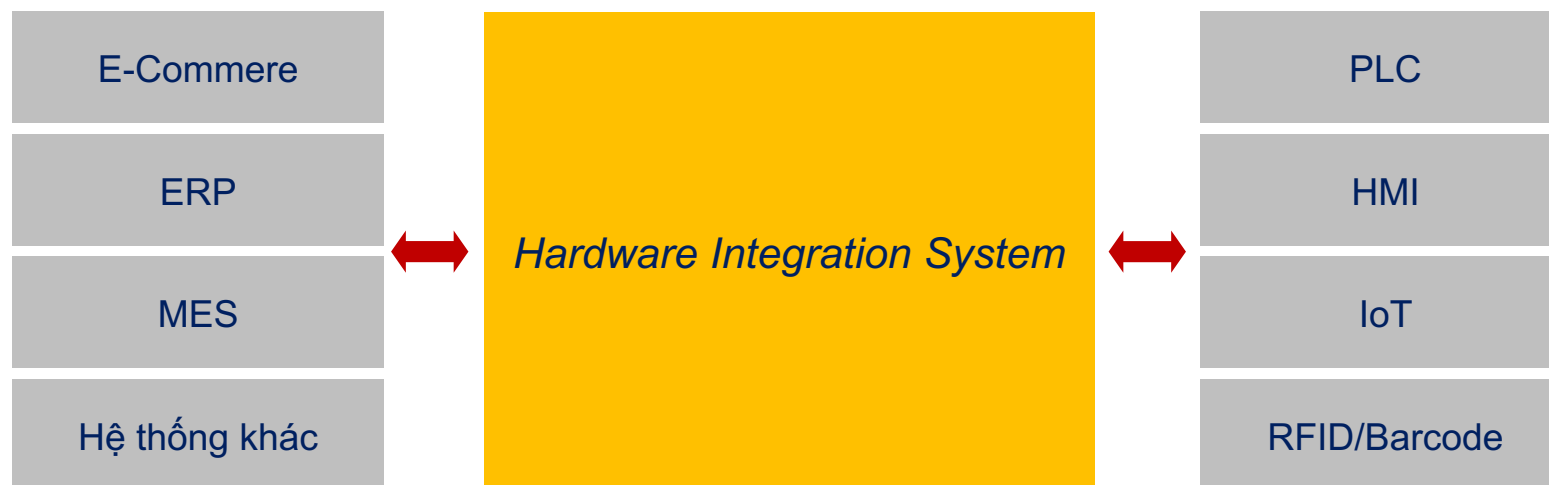 E-Commere
ERP
MES
Hệ thống khác
Hardware Integration System
PLC
HMI
IoT
RFID/Barcode